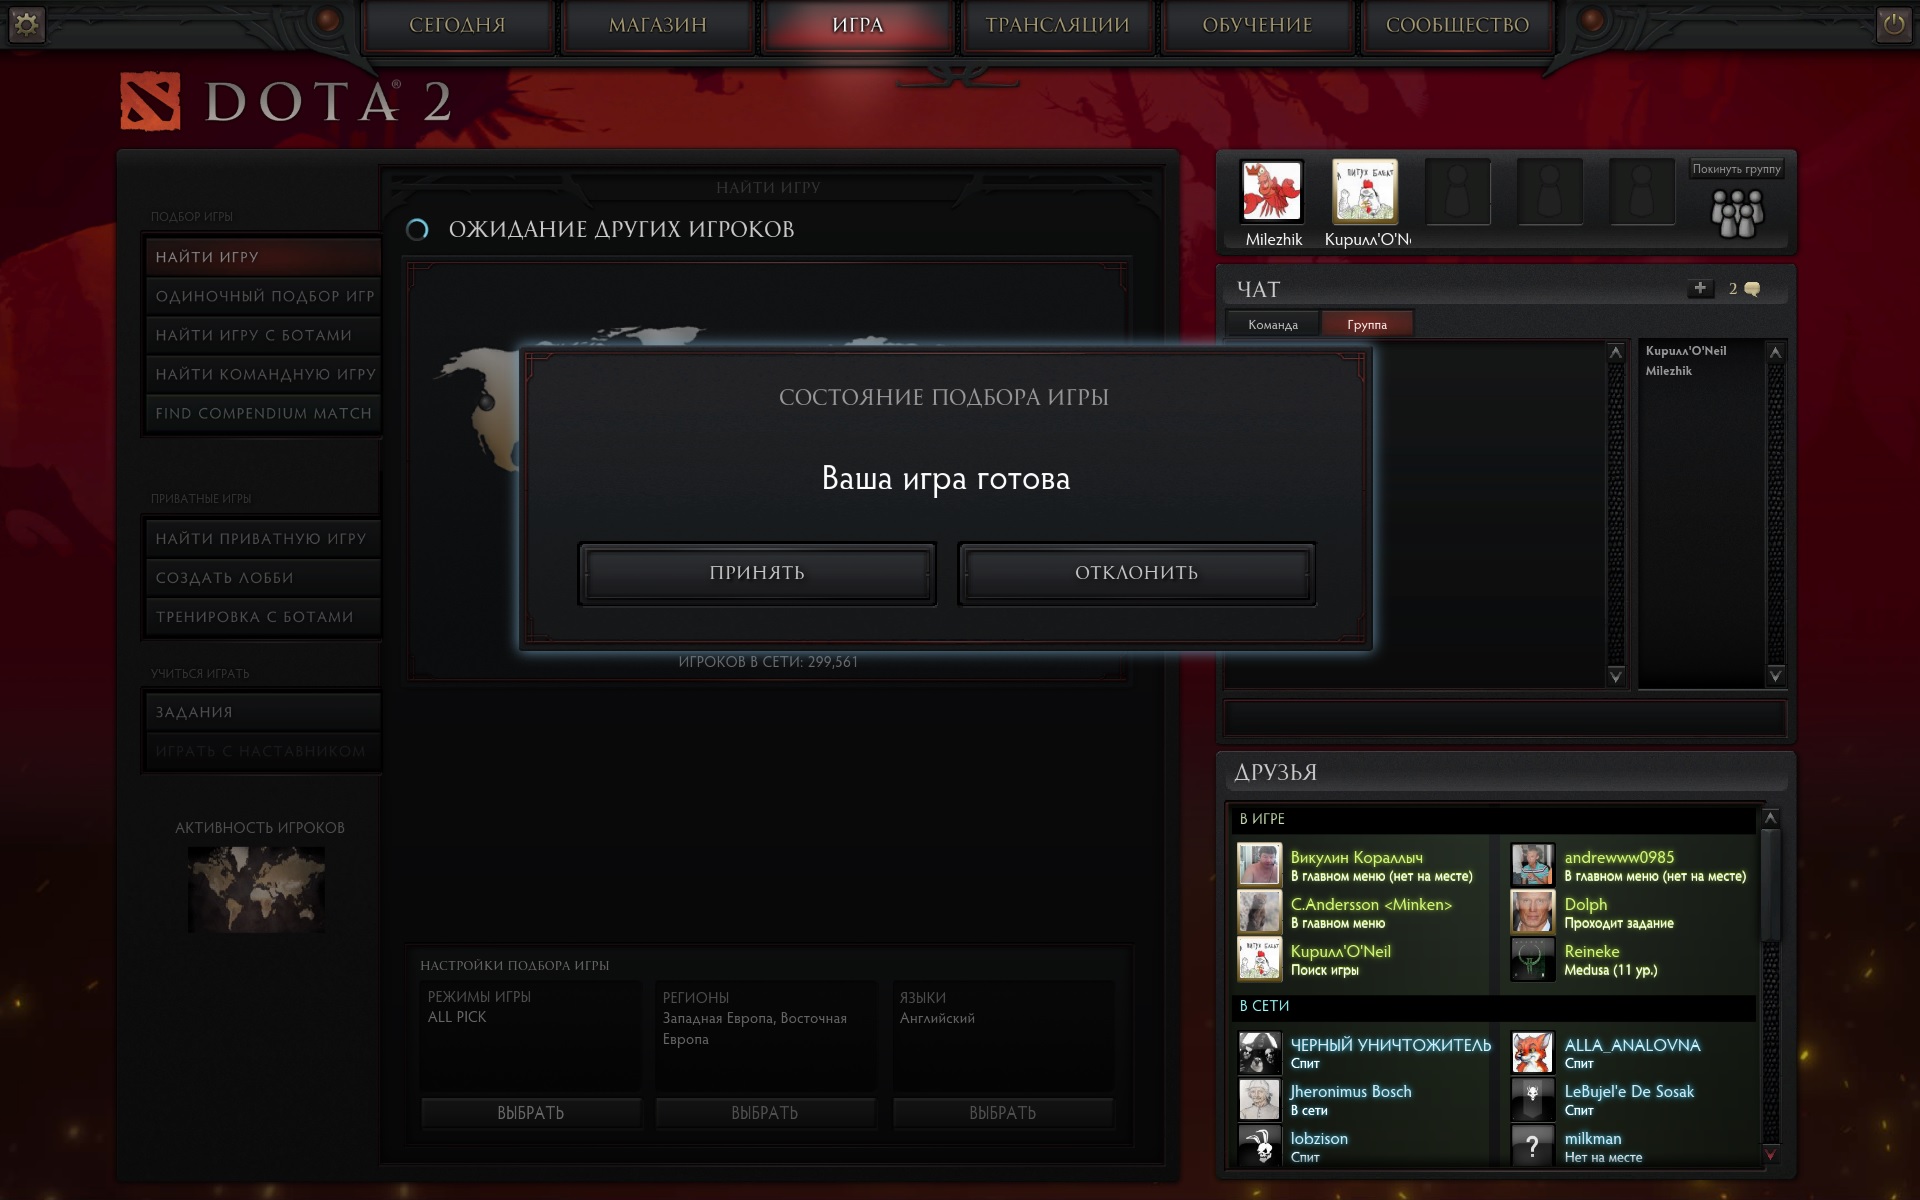 СЕГОДНЯ
МАГАЗИН
ИГРА
ТРАНСЛЯЦИИ
ОБУЧЕНИЕ
СООБЩЕСТВО
DOTA® 2
ПОДБОР ИГРЫ
НАЙТИ ИГРУ
ОДИНОЧНЫЙ ПОДБОР ИГР
НАЙТИ ИГРУ С БОТАМИ
НАЙТИ КОМАНДНУЮ ИГРУ
FIND COMPENDIUM MATCH
ПРИВАТНЫЕ ИГРЫ
НАЙТИ ПРИВАТНУЮ ИГРУ
СОЗДАТЬ ЛОББИ
ТРЕНИРОВКА С БОТАМИ
УЧИТЬСЯ ИГРАТЬ
ЗАДАНИЯ
ИГРАТЬ С НАСТАВНИКОМ
АКТИВНОСТЬ ИГРОКОВ
НАЙТИ ИГРУ
ОЖИДАНИЕ ДРУГИХ ИГРОКОВ
СОСТОЯНИЕ ПОДБОРА ИГРЫ
Ваша игра готова
ПРИНЯТЬ
ОТКЛОНИТЬ
ИГРОКОВ В СЕТИ: 299,561
НАСТРОЙКИ ПОДБОРА ИГРЫ
РЕЖИМЫ ИГРЫ
ALL PICK
ВЫБРАТЬ
РЕГИОНЫ
Западная Европа, Восточная
Европа
ВЫБРАТЬ
ЯЗЫКИ
Английский
ВЫБРАТЬ
Milezhik
Кирилл'O'N
Покинуть группу
ЧАТ
2
Команда
Группа
Кирилл'O'Neil
Milezhik
ДРУЗЬЯ
В ИГРЕ
Викулин Кораллыч
В главном меню (нет на месте)
andrewww0985
В главном меню (нет на месте)
C.Andersson <Minken>
В главном меню
Dolph
Проходит задание
Кирилл'O'Neil
Поиск игры
Reineke
Medusa (11 ур.)
В СЕТИ
ЧЕРНЫЙ УНИЧТОЖИТЕЛЬ
Спит
ALLA_ANALOVNA
Спит
Jheronimus Bosch
В сети
LeBujel'e De Sosak
Спит
lobzison
Спит
milkman
Нет на месте